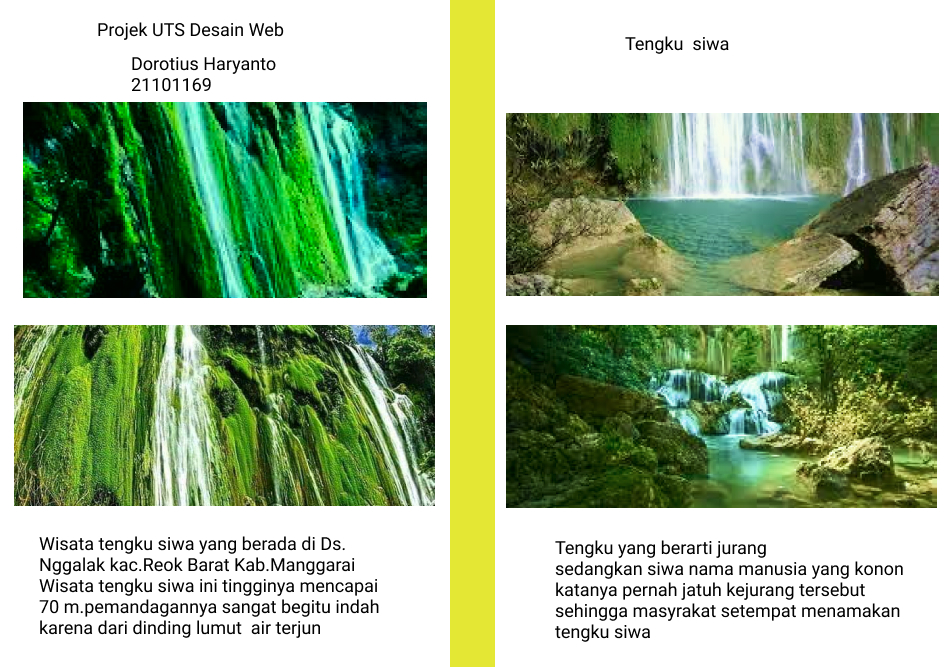 Projek UTS Desain Web
Dorotius Haryanto
21101169
Wisata tengku siwa yang berada di Ds.
Nggalak kac.Reok Barat Kab.Manggarai
Wisata tengku siwa ini tingginya mencapai
70 m.pemandagannya sangat begitu indah
karena dari dinding lumut  air terjun
Tengku  siwa
Tengku yang berarti jurang
sedangkan siwa nama manusia yang konon
katanya pernah jatuh kejurang tersebut
sehingga masyrakat setempat menamakan
tengku siwa